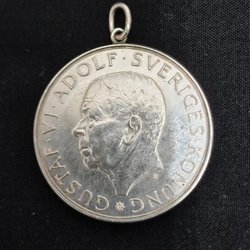 GUSTAF · VI · ADOLF · SVERIGES · KONUNG